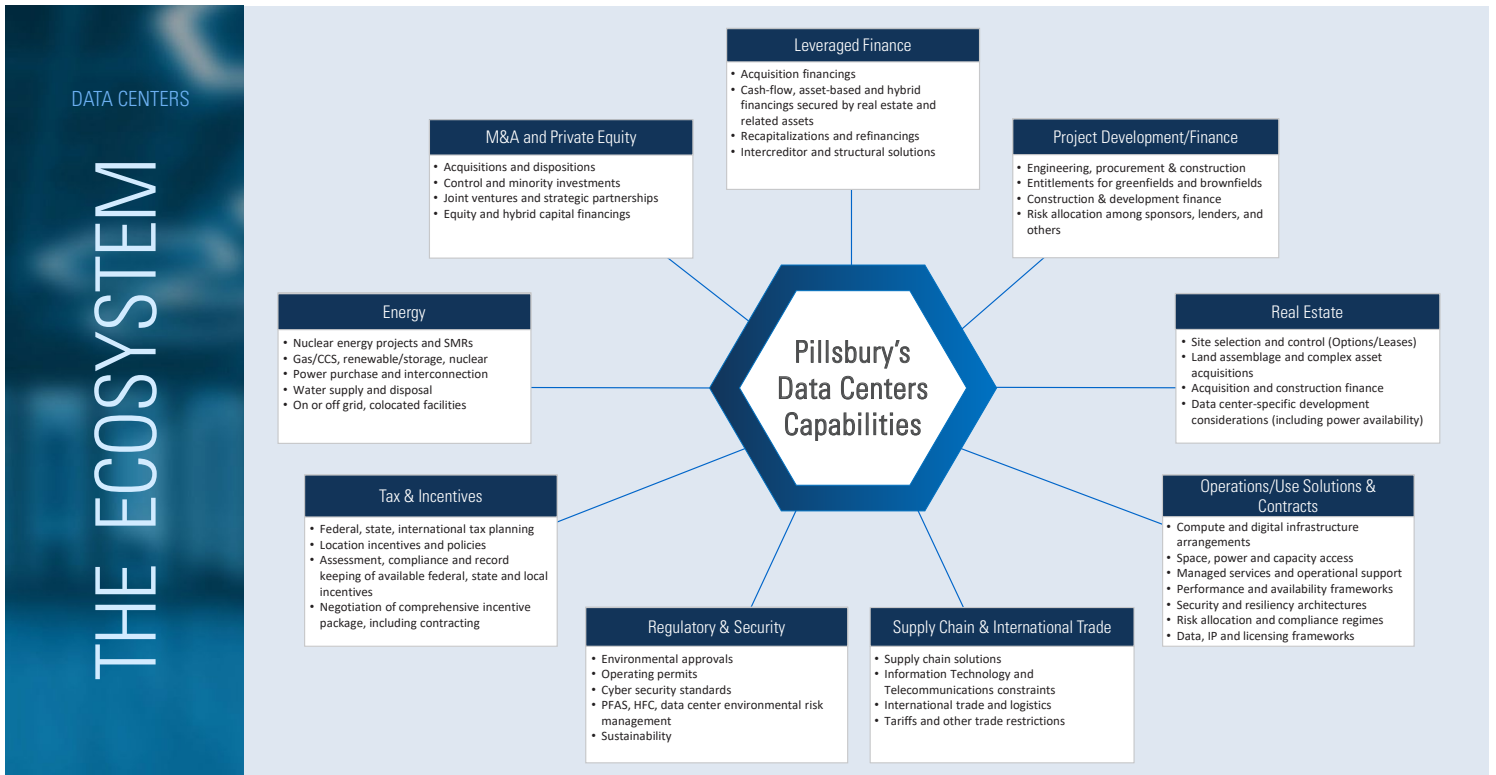 DATA CENTERS
THE ECOSYSTEM
Leveraged Finance
• Acquisition financings
• Cash-flow, asset-based and hybrid
financings secured by real estate and
related assets
• Recapitalizations and refinancings
• Intercreditor and structural solutions
M&A and Private Equity
• Acquisitions and dispositions
• Control and minority investments
• Joint ventures and strategic partnerships
• Equity and hybrid capital financings
Project Development/Finance
• Engineering, procurement & construction
• Entitlements for greenfields and brownfields
• Construction & development finance
• Risk allocation among sponsors, lenders, and
others
Energy
• Nuclear energy projects and SMRs
• Gas/CCS, renewable/storage, nuclear
• Power purchase and interconnection
• Water supply and disposal
• On or off grid, colocated facilities
Pillsbury's
Data Centers
Capabilities
Real Estate
• Site selection and control (Options/Leases)
• Land assemblage and complex asset
acquisitions
• Acquisition and construction finance
• Data center-specific development
considerations (including power availability)
Tax & Incentives
• Federal, state, international tax planning
• Location incentives and policies
• Assessment, compliance and record
keeping of available federal, state and local
incentives
• Negotiation of comprehensive incentive
package, including contracting
Operations/Use Solutions &
Contracts
• Compute and digital infrastructure
arrangements
• Space, power and capacity access
• Managed services and operational support
• Performance and availability frameworks
• Security and resiliency architectures
• Risk allocation and compliance regimes
• Data, IP and licensing frameworks
Regulatory & Security
• Environmental approvals
• Operating permits
• Cyber security standards
• PFAS, HFC, data center environmental risk
management
• Sustainability
Supply Chain & International Trade
• Supply chain solutions
• Information Technology and
Telecommunications constraints
• International trade and logistics
• Tariffs and other trade restrictions